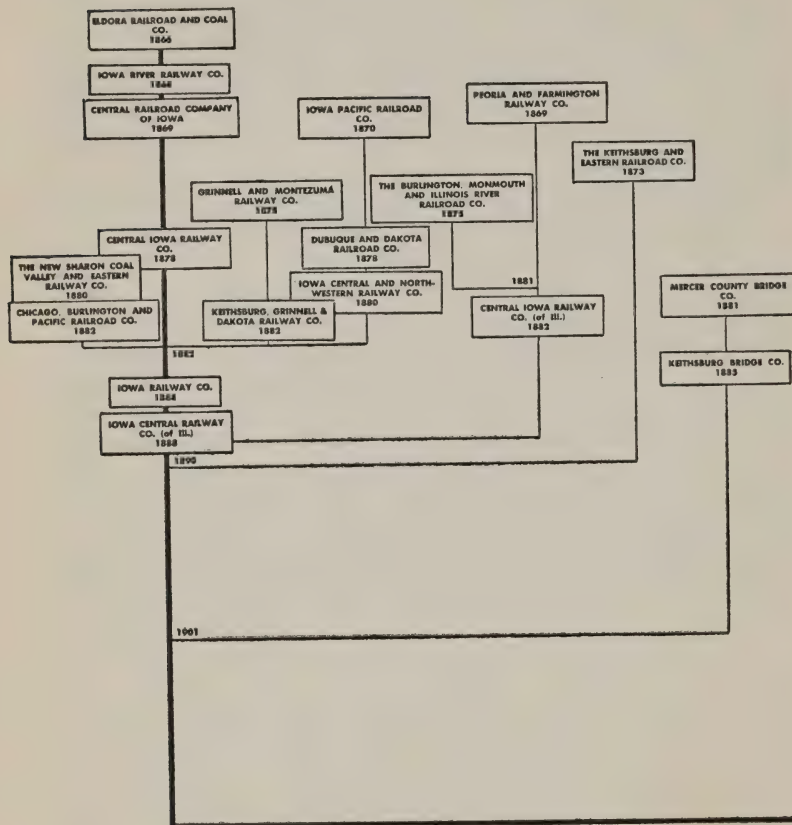 ELDORA RAILROAD AND COAL
CO.
1866
IOWA RIVER RAILWAY CO.
1868
CENTRAL RAILROAD COMPANY
OF IOWA
1869
IOWA PACIFIC RAILROAD
CO.
1870
PEORIA AND FARMINGTON
RAILWAY CO.
1869
THE KEITHSBURG AND
EASTERN RAILROAD CO.
1873
GRINNELL AND MONTEZUMA
RAILWAY CO.
1875
THE BURLINGTON, MONMOUTH
AND ILLINOIS RIVER
RAILROAD CO.
1875
CENTRAL IOWA RAILWAY
CO.
1878
DUBUQUE AND DAKOTA
RAILROAD CO.
1878
THE NEW SHARON COAL
VALLEY AND EASTERN
RAILWAY CO.
1880
IOWA CENTRAL AND NORTH-
WESTERN RAILWAY CO.
1880
1881
MERCER COUNTY BRIDGE
CO.
1881
CHICAGO, BURLINGTON AND
PACIFIC RAILROAD CO.
1882
KEITHSBURG, GRINNELL &
DAKOTA RAILWAY CO.
1882
CENTRAL IOWA RAILWAY
CO. (of Ill.)
1882
1882
KEITHSBURG BRIDGE CO.
1885
IOWA RAILWAY CO.
1888
IOWA CENTRAL RAILWAY
CO. (of Ill.)
1888
1890
1901